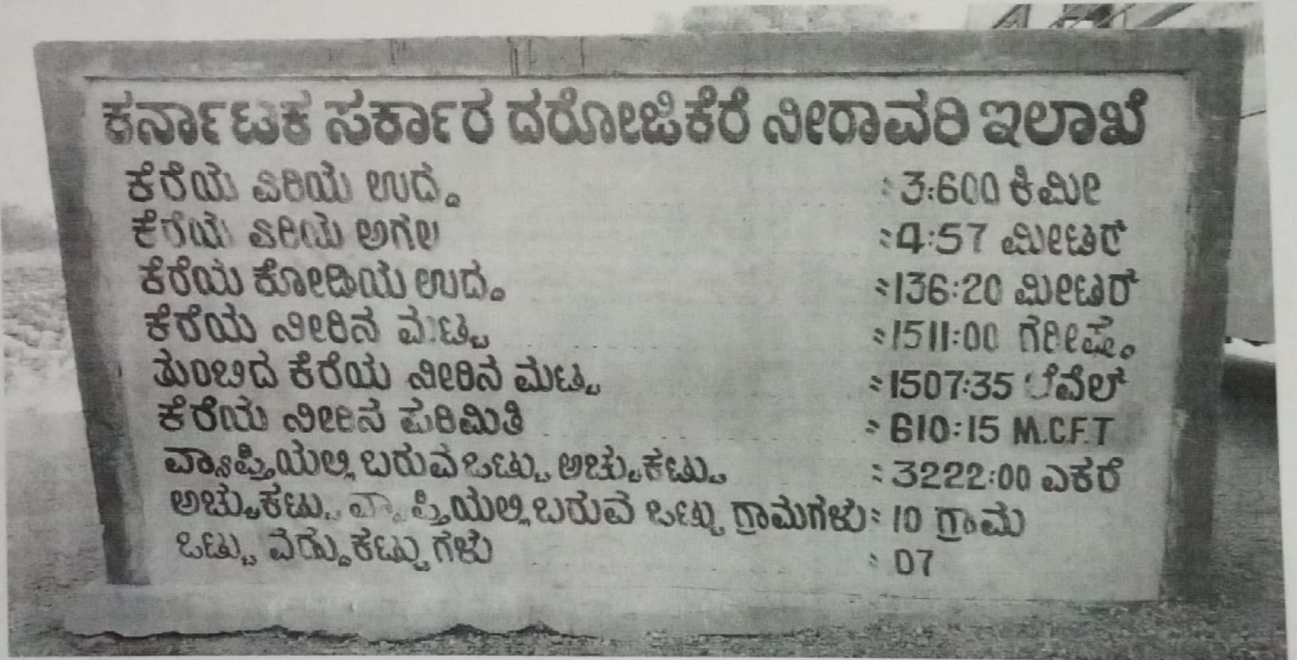 ಕರ್ನಾಟಕ ಸರ್ಕಾರ ದರೋಜಿಕೆರೆ ನೀರಾವರಿ ಇಲಾಖೆ
ಕೆರೆಯ ಏರಿಯ ಉದ್ದ :3:600 ಕಿಮೀ
ಕೆರೆಯ ಏರಿಯ ಅಗಲ :4:57 ಮೀಟರ್
ಕೆರೆಯ ಕೋಡಿಯ ಉದ್ದ :136:20 ಮೀಟರ್
ಕೆರೆಯ ನೀರಿನ ಮಟ್ಟ :1511:00
ತುಂಬಿದ ಕೆರೆಯ ನೀರಿನ ಮಟ್ಟ :1507:35 ಲೆವೆಲ್
ಕೆರೆಯ ನೀರಿನ ಪರಿಮಿತಿ : 610:15 M.C.F.T
ವ್ಯಾಪ್ತಿಯಲ್ಲಿ ಬರುವ ಒಟ್ಟು ಅಚ್ಚುಕಟ್ಟು : 3222:00 ಎಕರೆ
ಅಚ್ಚುಕಟ್ಟು ವ್ಯಾಪ್ತಿಯಲ್ಲಿ ಬರುವ ಒಟ್ಟು ಗ್ರಾಮಗಳು : 10 ಗ್ರಾಮ
ಒಟ್ಟು ವಡ್ಡುಕಟ್ಟುಗಳು : 07